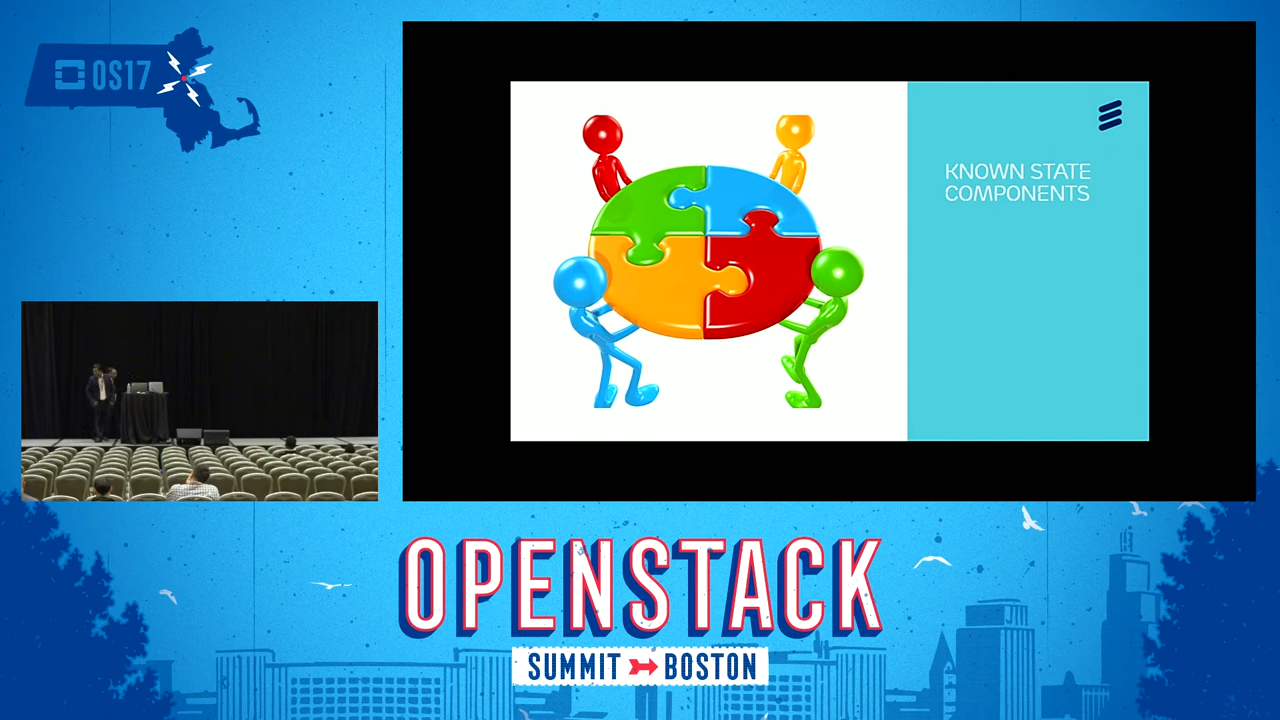 OS17
KNOWN STATE
COMPONENTS
OPENSTACK
SUMMIT BOSTON